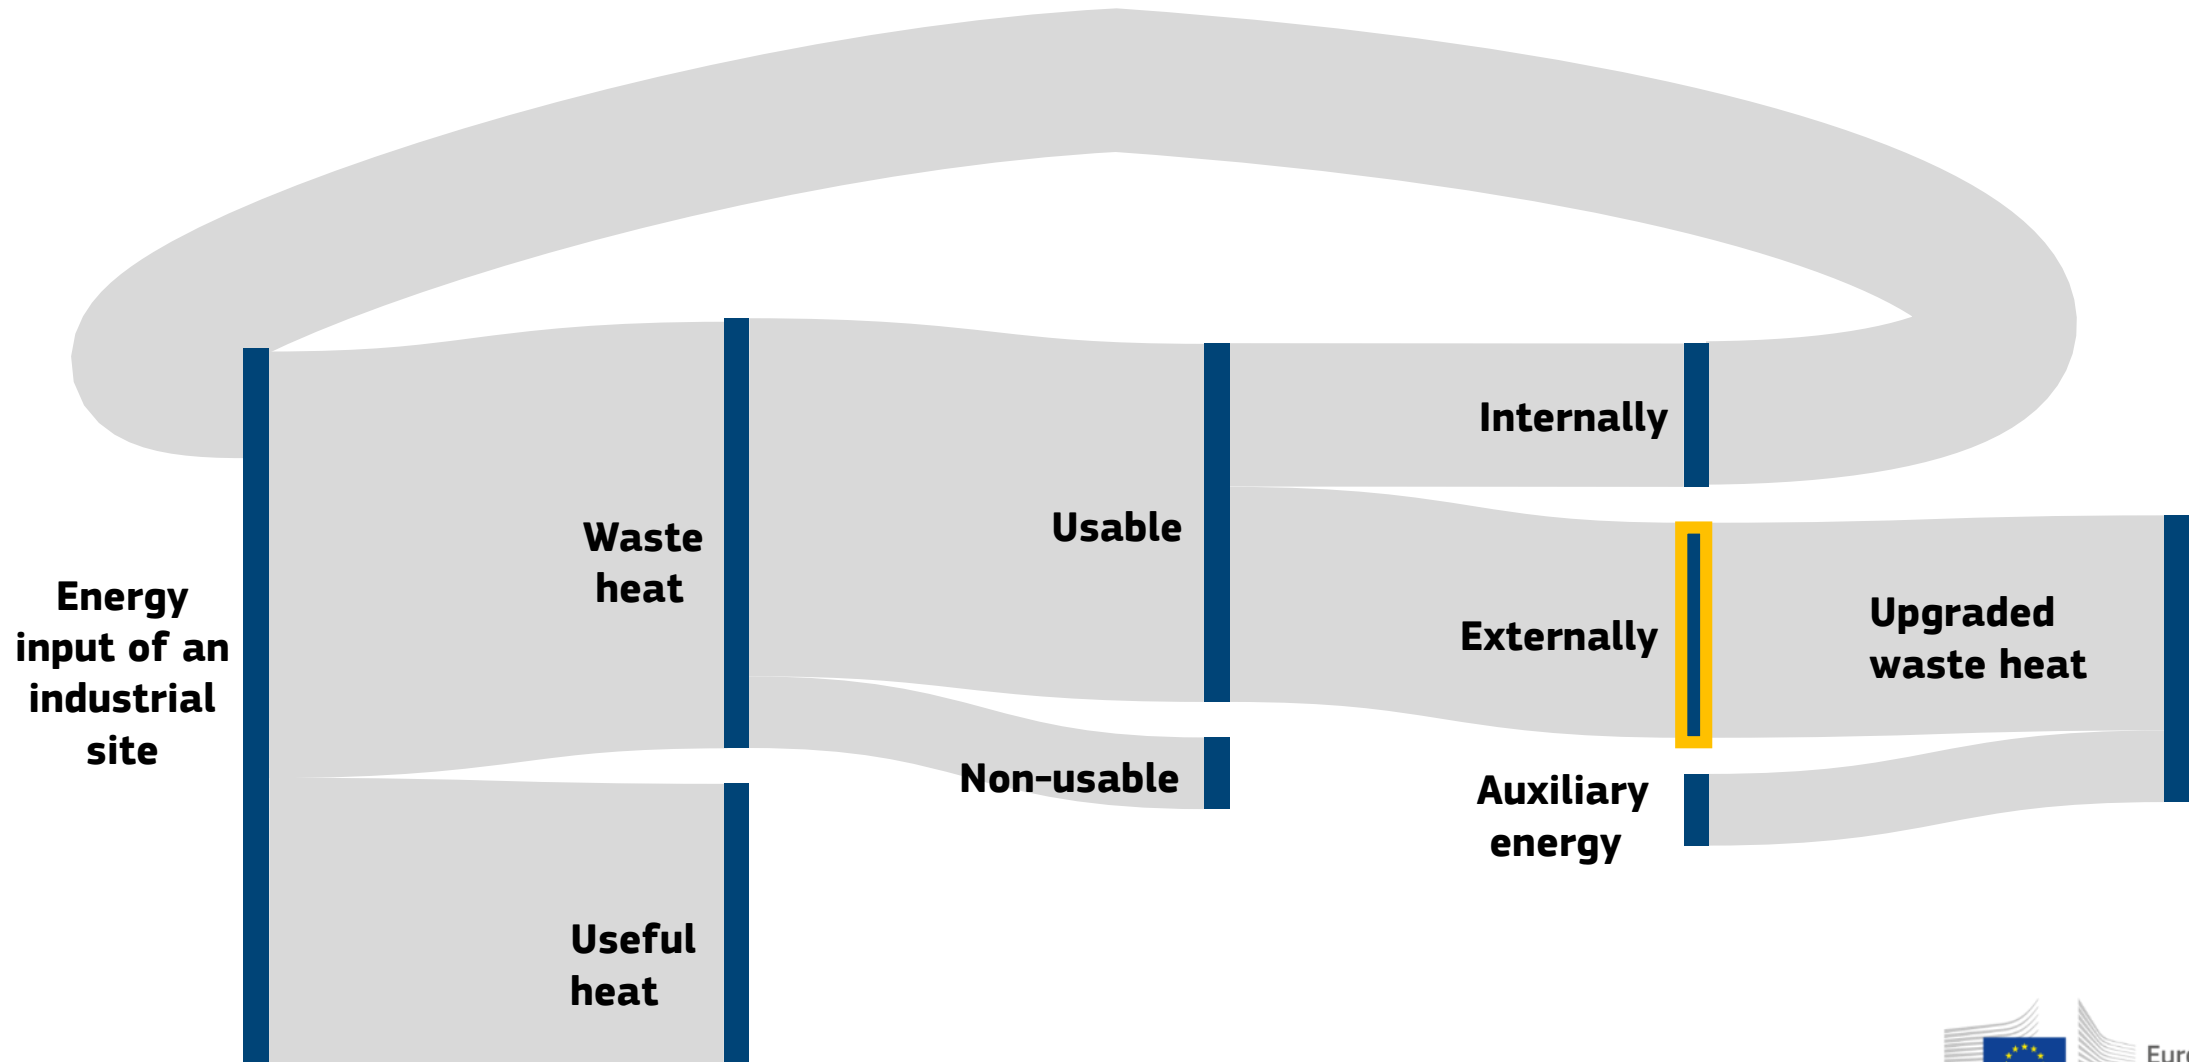 Energy
input of an
industrial
site
Waste
heat
Useful
heat
Usable
Non-usable
Internally
Externally
Auxiliary
energy
Upgraded
waste heat